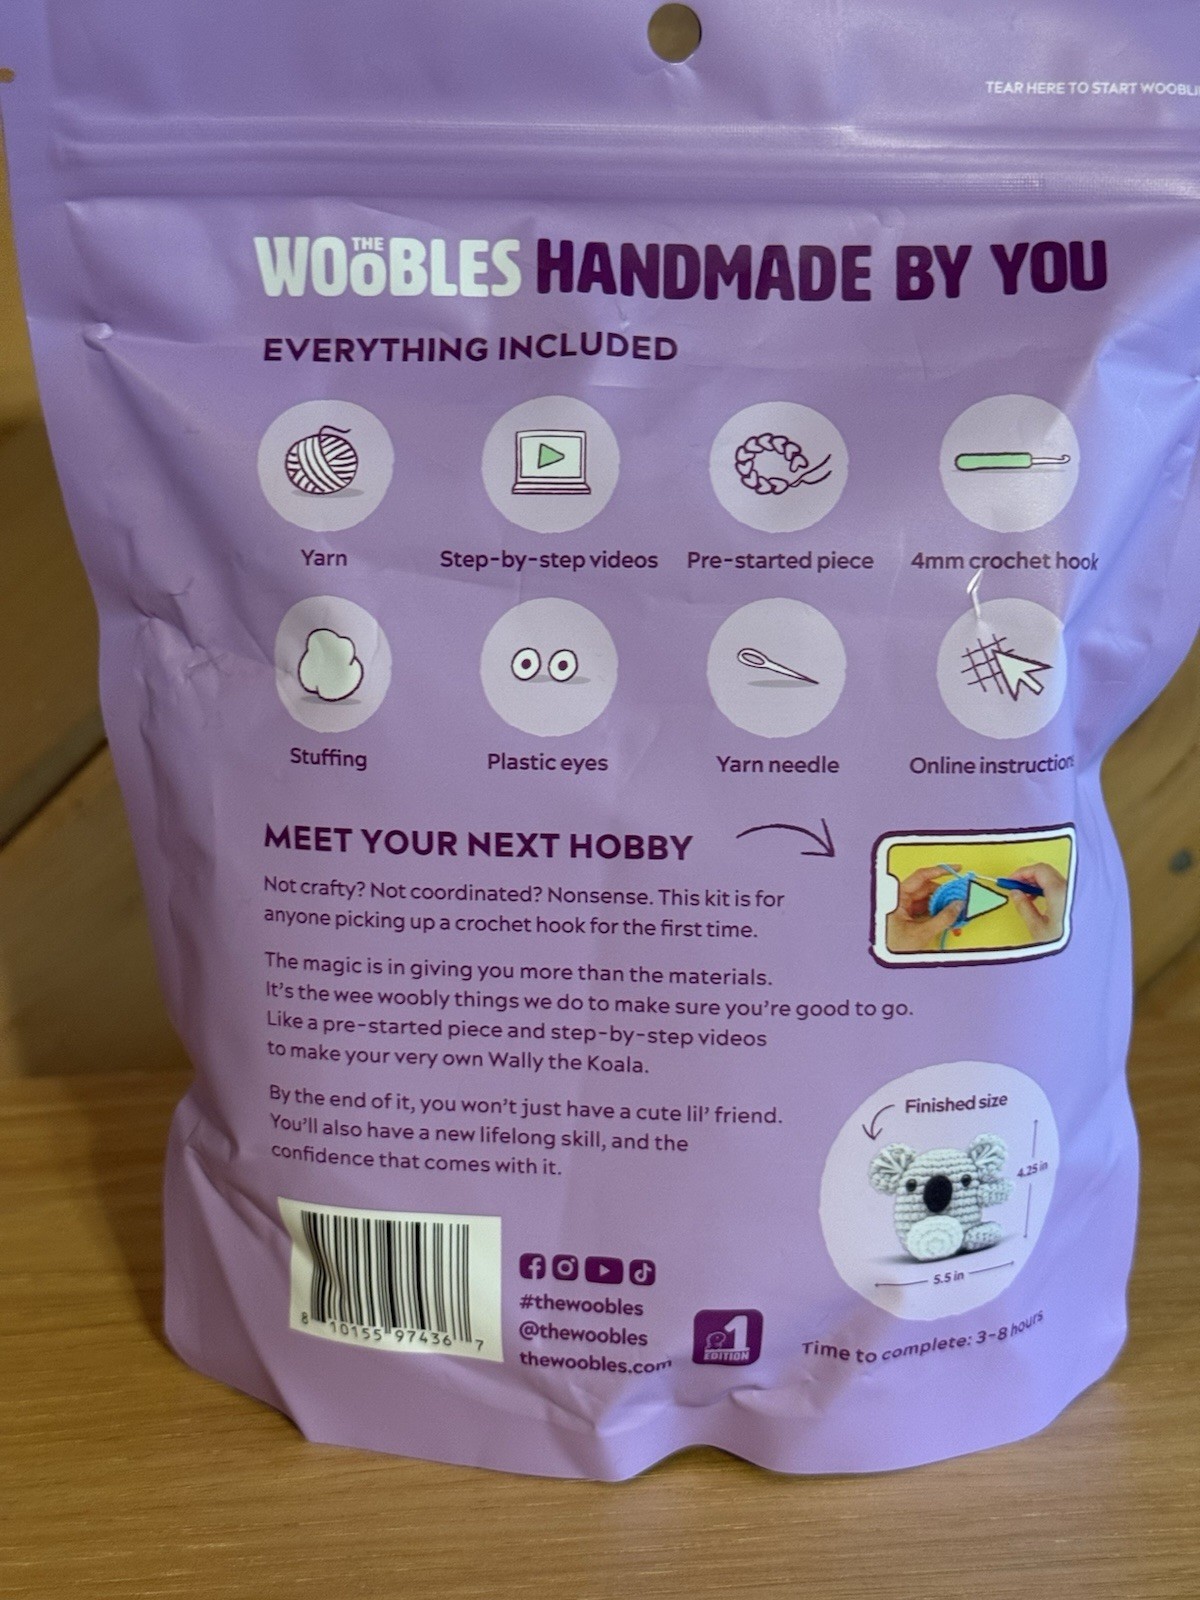 TEAR HERE TO START
THE WOOBLES HANDMADE BY YOU
EVERYTHING INCLUDED
Yarn
Step-by-step videos
Pre-started piece
4mm crochet hook
Stuffing
Plastic eyes
Yarn needle
Online instructions
MEET YOUR NEXT HOBBY
Not crafty? Not coordinated? Nonsense. This kit is for
anyone picking up a crochet hook for the first time.
The magic is in giving you more than the materials.
It's the wee woobly things we do to make sure you're good to go.
Like a pre-started piece and step-by-step videos
to make your very own Wally the Koala.
By the end of it, you won't just have a cute lil' friend.
You'll also have a new lifelong skill, and the
confidence that comes with it.
Finished size
4.25 in
5.5 in
Time to complete: 3-8 hours
8 10155 97436 7
#thewoobles
@thewoobles
thewoobles.com
1
EDITION